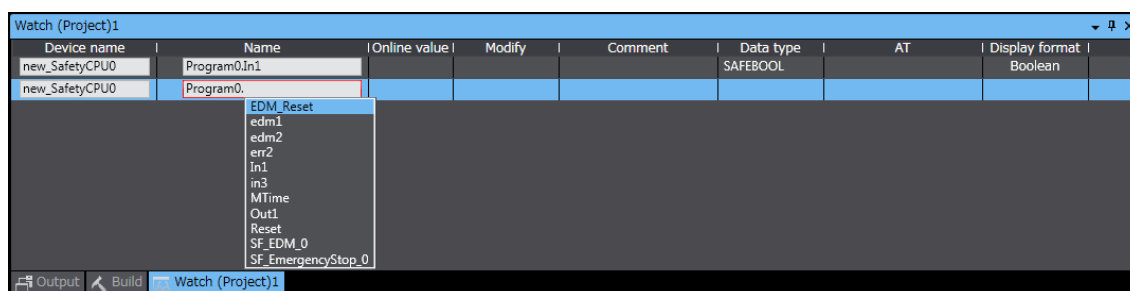 Watch (Project)1
Device name Name Online value Modify Comment Data type AT Display format
new_SafetyCPU0 Program0.In1 SAFEBOOL Boolean
new_SafetyCPU0 Program0.
EDM_Reset
edm1
edm2
err2
In1
in3
MTime
Out1
Reset
SF_EDM_0
SF_EmergencyStop_0
Output Build Watch (Project)1